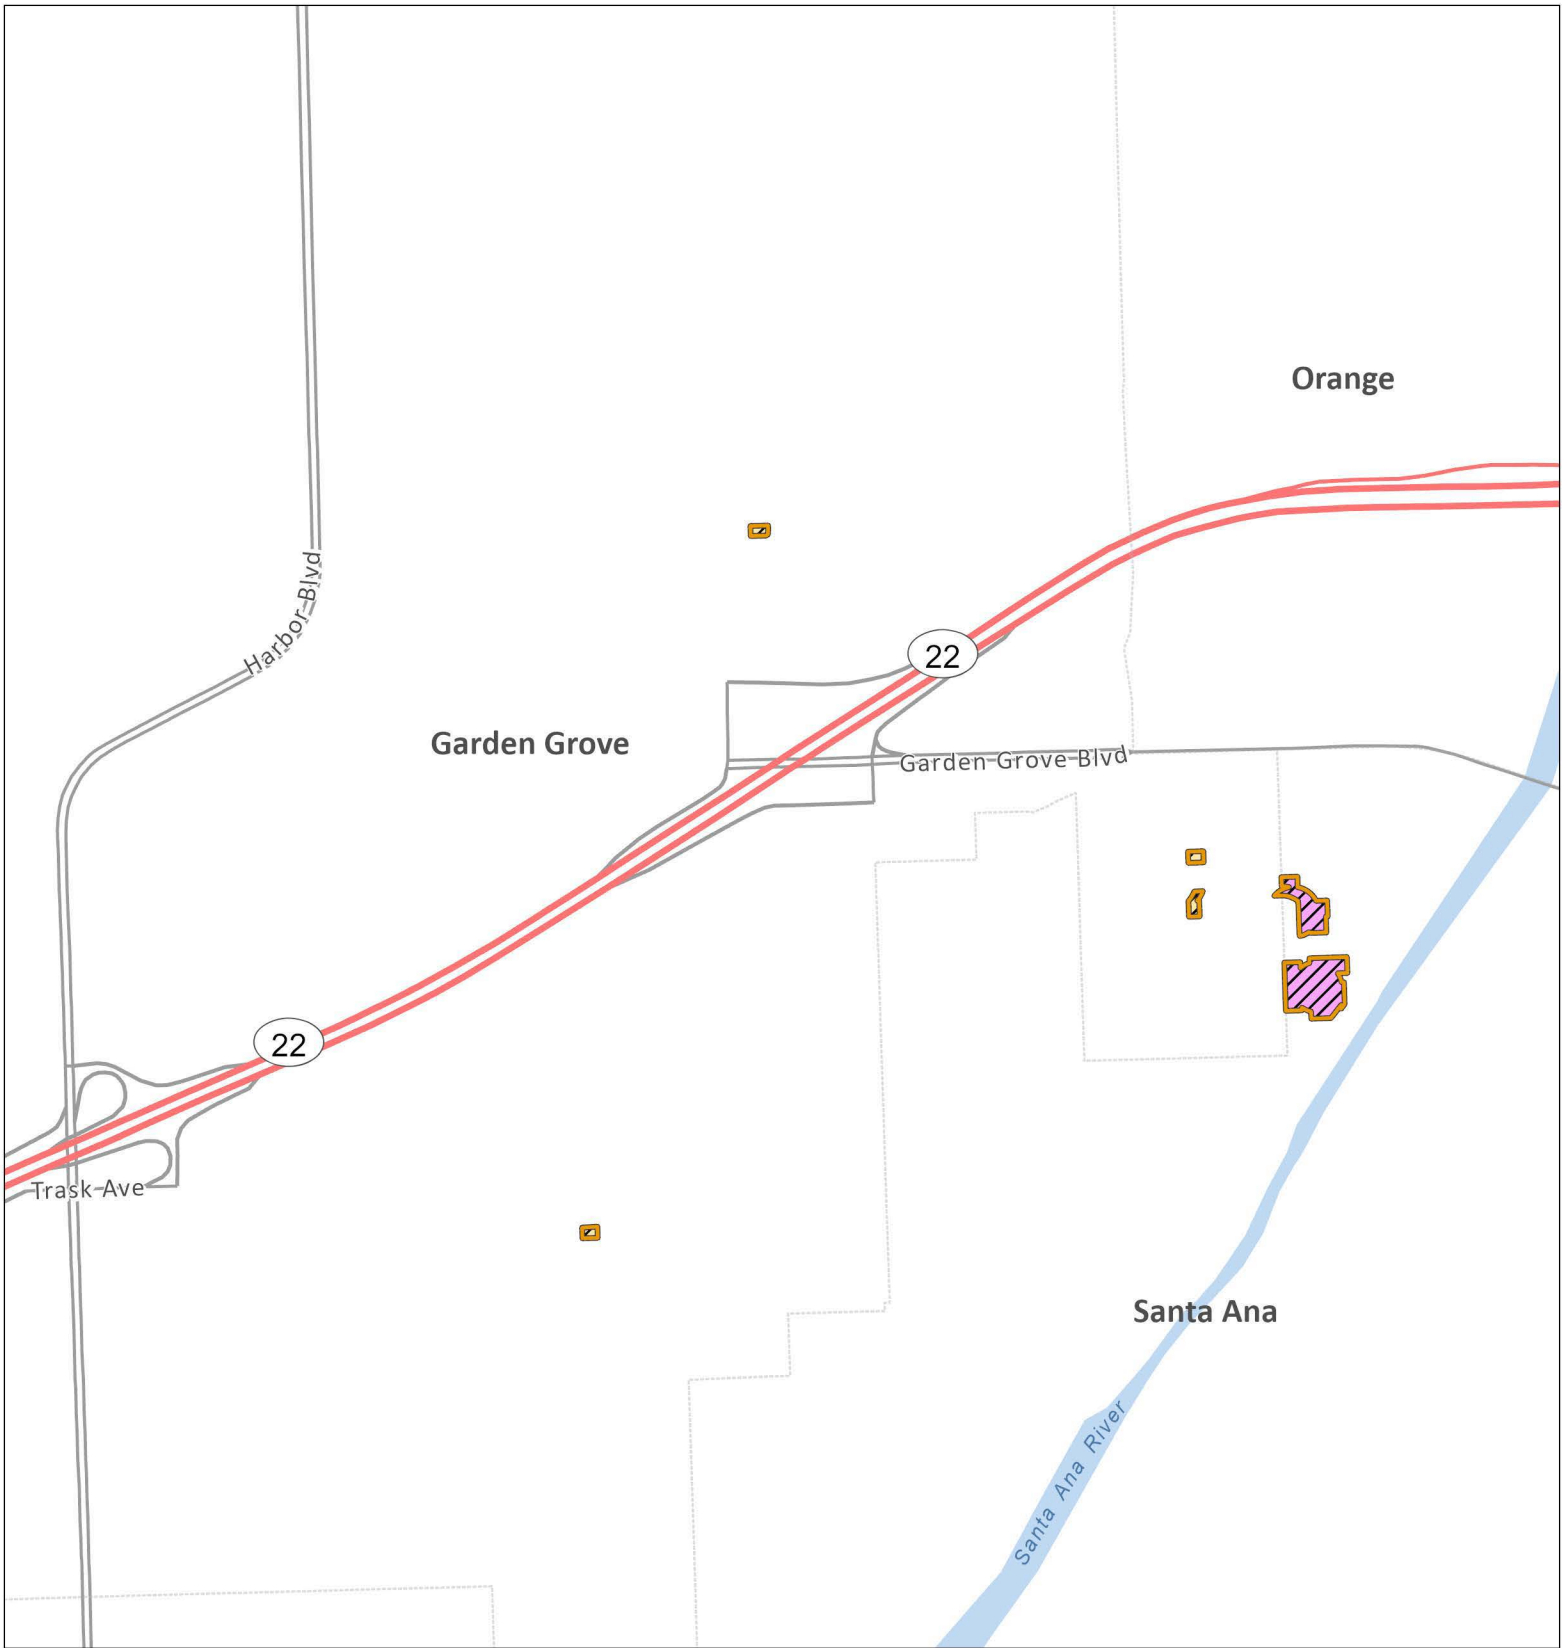 Orange
Harbor Blvd
22
Garden Grove
Garden Grove Blvd
22
Trask Ave
Santa Ana
Santa Ana River